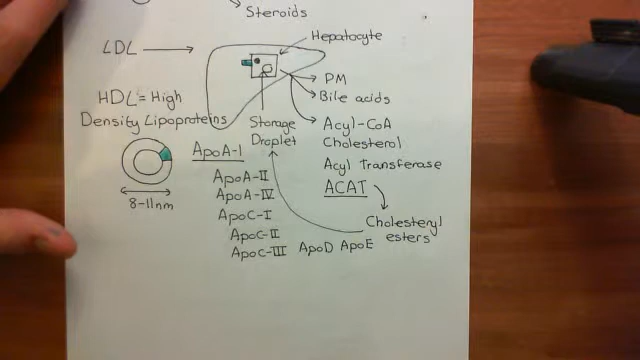 Steroids
LDL
Hepatocyte
PM
Bile acids
HDL = High
Density Lipoproteins
Storage
Droplet
Acyl-CoA
Cholesterol
Acyl Transferase
ACAT
Cholesteryl
esters
ApoA-I
ApoA-II
ApoA-IV
ApoC-I
ApoC-II
ApoC-III ApoD ApoE
8-11nm